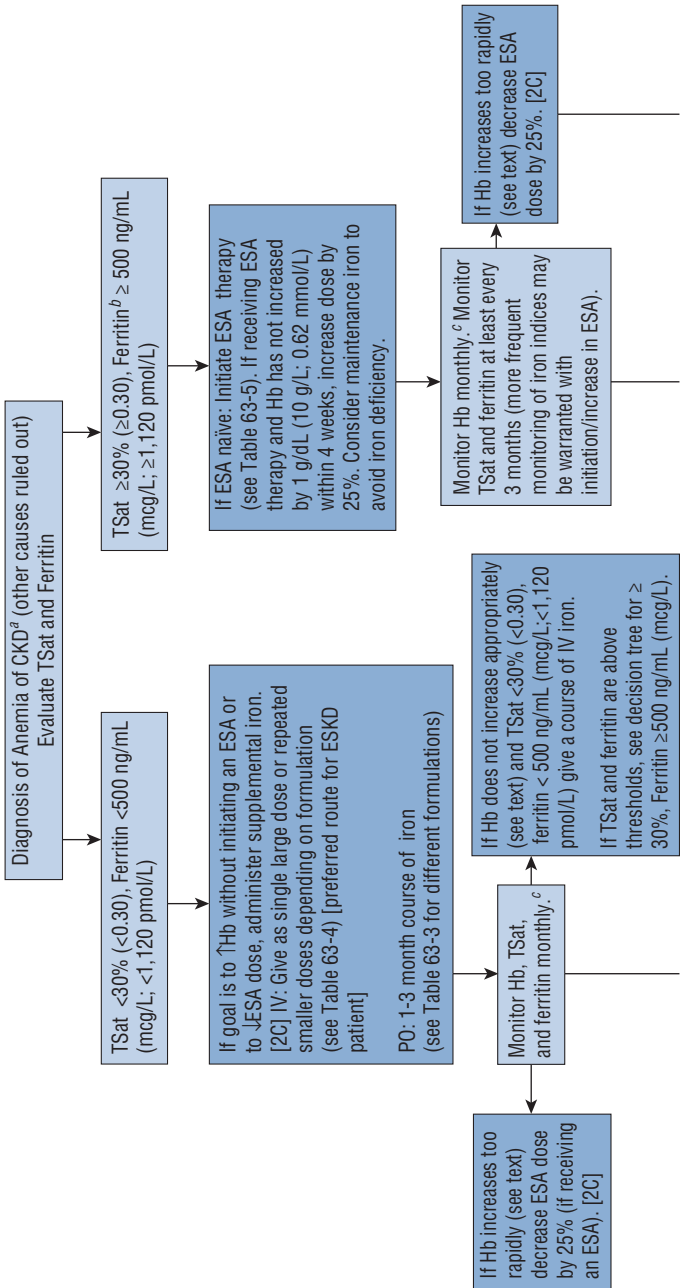 Diagnosis of Anemia of CKDᵃ (other causes ruled out)
Evaluate TSat and Ferritin
TSat <30% (<0.30), Ferritin <500 ng/mL
(mcg/L; <1,120 pmol/L)
TSat ≥30% (≥0.30), Ferritinᵇ ≥ 500 ng/mL
(mcg/L; ≥1,120 pmol/L)
If goal is to ↑Hb without initiating an ESA or
to ↓ESA dose, administer supplemental iron.
[2C] IV: Give as single large dose or repeated
smaller doses depending on formulation
(see Table 63-4) [preferred route for ESKD
patient]
PO: 1-3 month course of iron
(see Table 63-3 for different formulations)
If ESA naïve: Initiate ESA therapy
(see Table 63-5). If receiving ESA
therapy and Hb has not increased
by 1 g/dL (10 g/L; 0.62 mmol/L)
within 4 weeks, increase dose by
25%. Consider maintenance iron to
avoid iron deficiency.
If Hb increases too
rapidly (see text)
decrease ESA dose
by 25% (if receiving
an ESA). [2C]
Monitor Hb, TSat,
and ferritin monthly.ᶜ
If Hb does not increase appropriately
(see text) and TSat <30% (<0.30),
ferritin < 500 ng/mL (mcg/L;<1,120
pmol/L) give a course of IV iron.
If TSat and ferritin are above
thresholds, see decision tree for ≥
30%, Ferritin ≥500 ng/mL (mcg/L).
Monitor Hb monthly.ᶜ Monitor
TSat and ferritin at least every
3 months (more frequent
monitoring of iron indices may
be warranted with
initiation/increase in ESA).
If Hb increases too rapidly
(see text) decrease ESA
dose by 25%. [2C]